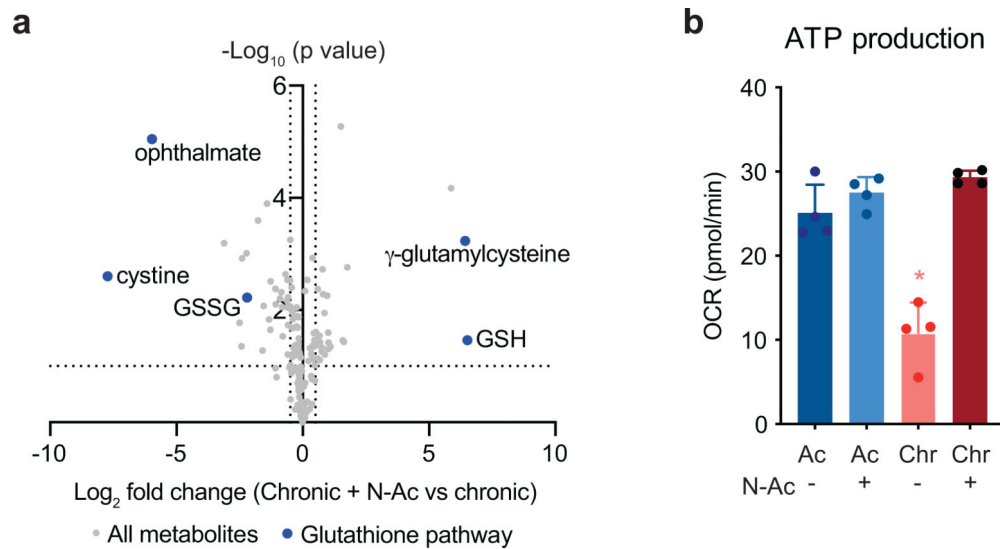 a
-Log10 (p value)
6
4
2
ophthalmate
cystine
GSSG
γ-glutamylcysteine
GSH
-10 -5 0 5 10
Log2 fold change (Chronic + N-Ac vs chronic)
All metabolites Glutathione pathway
b
ATP production
OCR (pmol/min)
40
30
20
10
0
*
Ac Ac Chr Chr
N-Ac - + - +